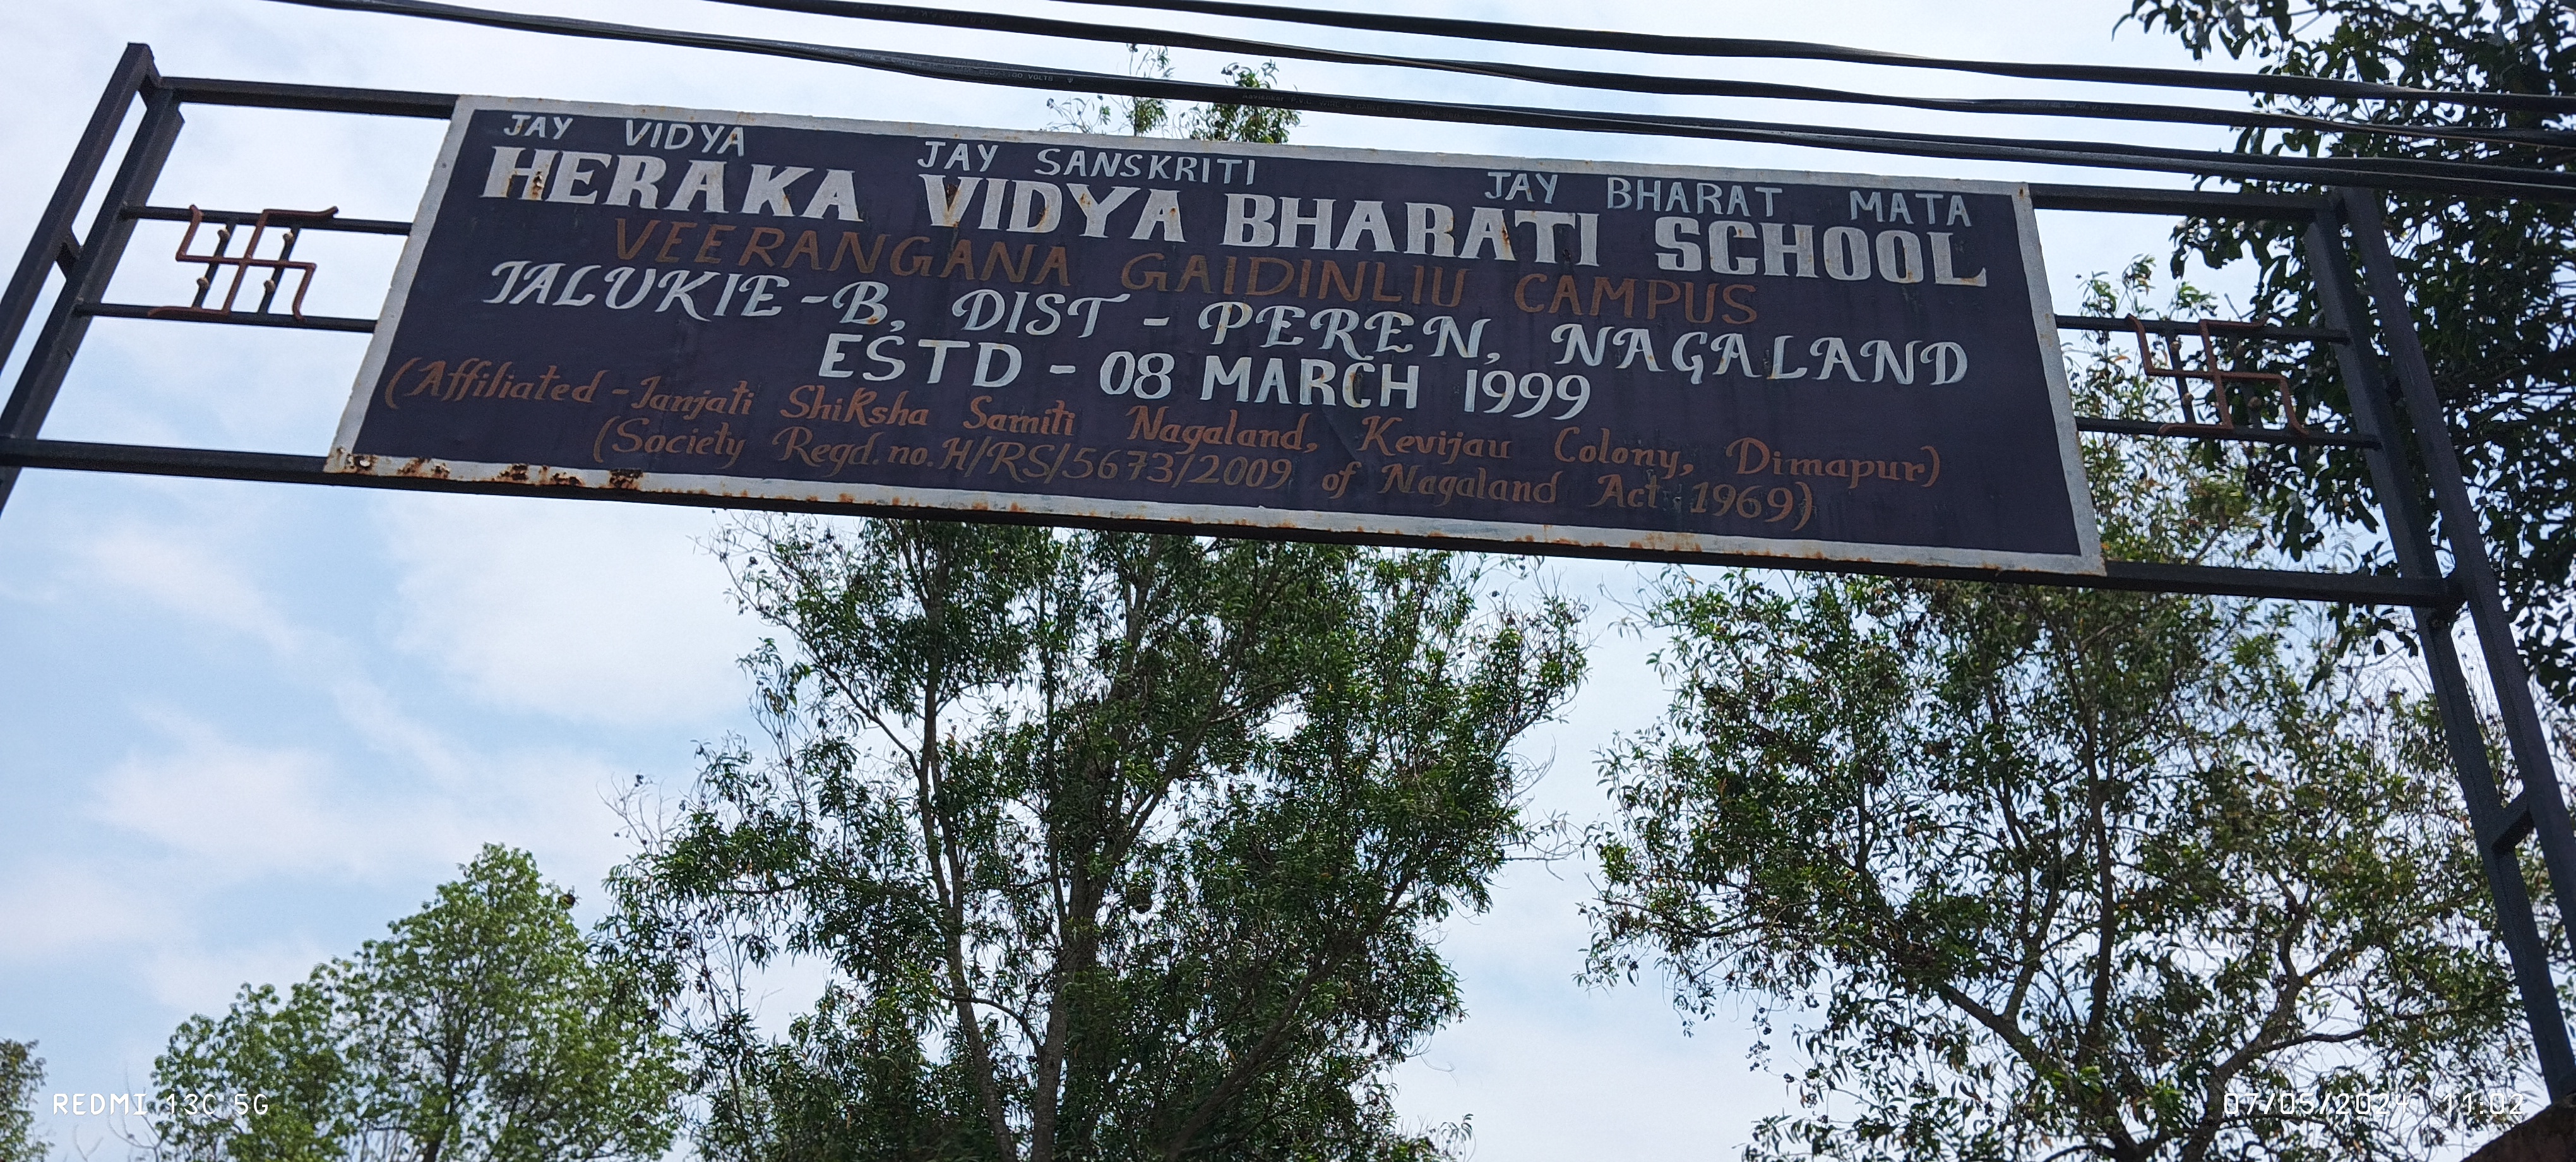 JAY VIDYA JAY SANSKRITI JAY BHARAT MATA
HERAKA VIDYA BHARATI SCHOOL
VEERANGANA GAIDINLIU CAMPUS
JALUKIE-B, DIST - PEREN, NAGALAND
ESTD - 08 MARCH 1999
(Affiliated - Janjati Shiksha Samiti Nagaland, Kevijau Colony, Dimapur)
(Society Regd. no. H/RS/5673/2009 of Nagaland Act 1969)
REDMI 13C 5G
07/05/2024 11:02